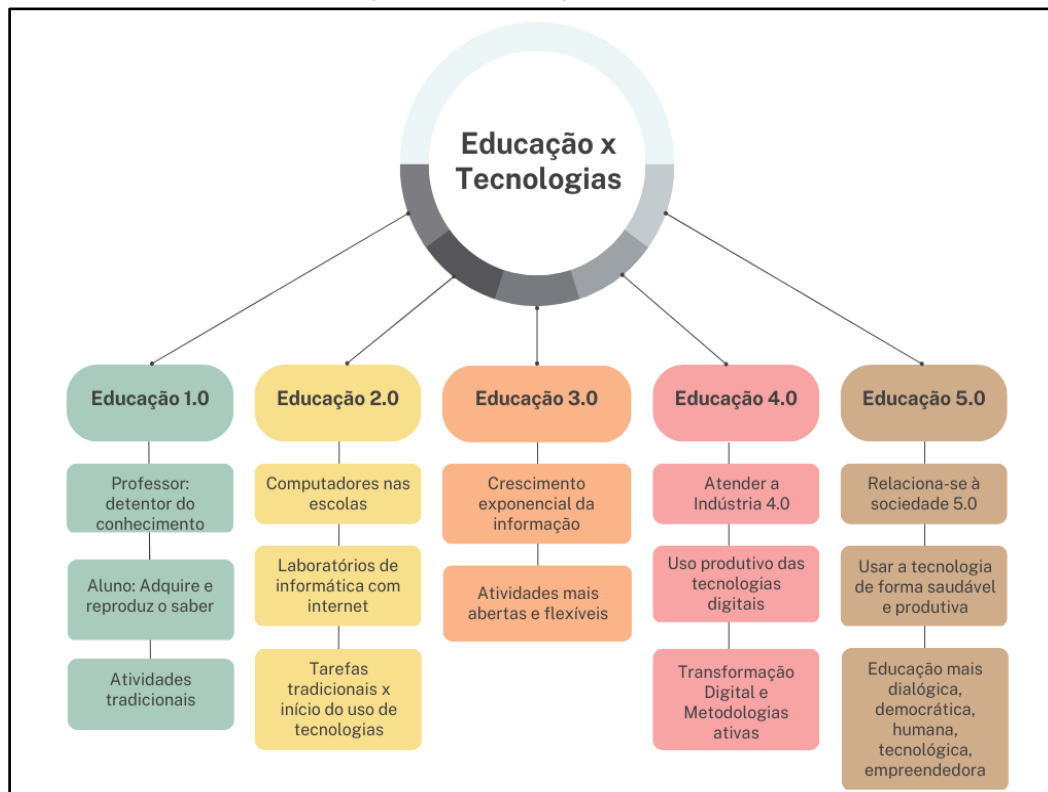 Educação x
Tecnologias
Educação 1.0
Professor:
detentor do
conhecimento
Aluno: Adquire e
reproduz o saber
Atividades
tradicionais
Educação 2.0
Computadores nas
escolas
Laboratórios de
informática com
internet
Tarefas
tradicionais x
início do uso de
tecnologias
Educação 3.0
Crescimento
exponencial da
informação
Atividades mais
abertas e flexíveis
Educação 4.0
Atender a
Indústria 4.0
Uso produtivo das
tecnologias
digitais
Transformação
Digital e
Metodologias
ativas
Educação 5.0
Relaciona-se à
sociedade 5.0
Usar a tecnologia
de forma saudável
e produtiva
Educação mais
dialógica,
democrática,
humana,
tecnológica,
empreendedora